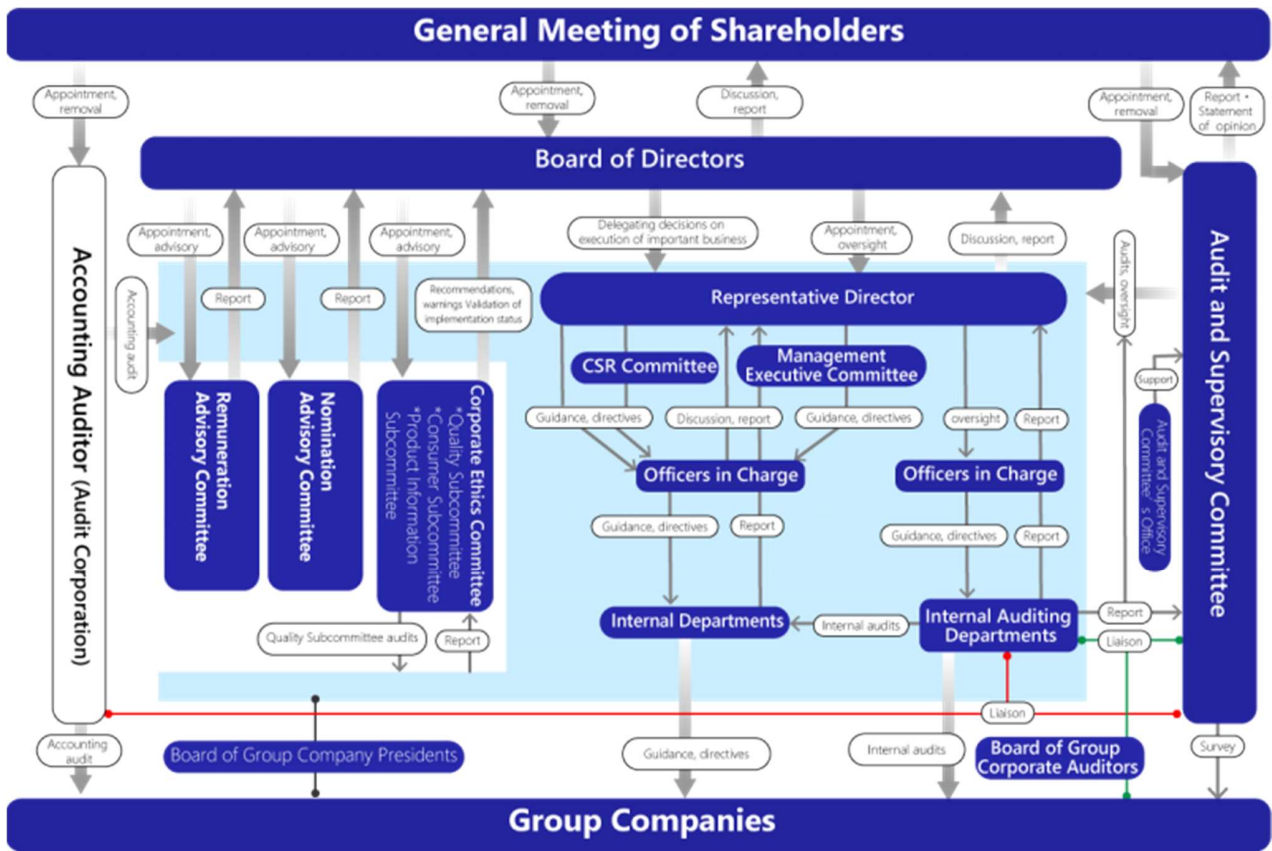 General Meeting of Shareholders
Appointment,
removal
Appointment,
removal
Discussion,
report
Appointment,
removal
Report・
Statement
of opinion
Board of Directors
Appointment,
advisory
Report
Appointment,
advisory
Report
Appointment,
advisory
Recommendations,
warnings Validation of
implementation status
Delegating decisions on
execution of important business
Appointment,
oversight
Discussion, report
Audits, oversight
Accounting Auditor (Audit Corporation)
Accounting audit
Audit and Supervisory Committee
Representative Director
CSR Committee
Management
Executive Committee
Remuneration
Advisory Committee
Nomination
Advisory Committee
Corporate Ethics Committee
*Quality Subcommittee
*Consumer Subcommittee
*Product Information
Subcommittee
Guidance, directives
Discussion, report
Guidance, directives
oversight
Report
Support
Audit and Supervisory
Committee’s Office
Officers in Charge
Officers in Charge
Guidance, directives
Report
Guidance, directives
Report
Internal Departments
Internal audits
Internal Auditing
Departments
Report
Liaison
Quality Subcommittee audits
Report
Liaison
Accounting
audit
Board of Group Company Presidents
Guidance, directives
Internal audits
Board of Group
Corporate Auditors
Survey
Group Companies